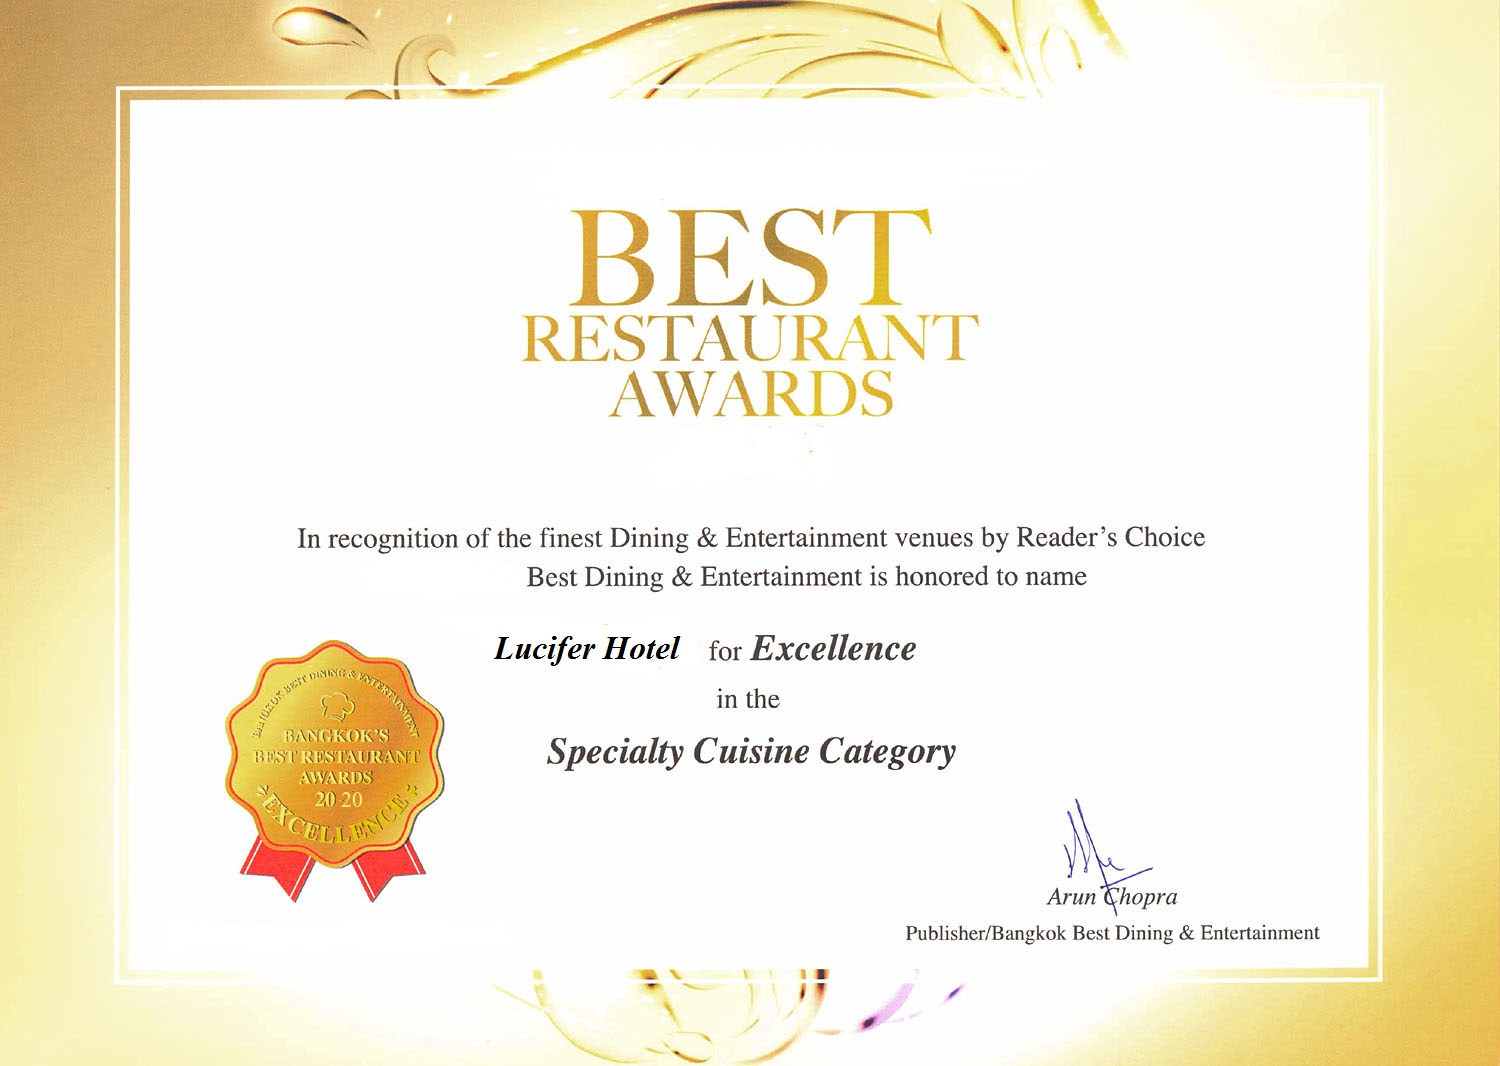 BEST
RESTAURANT
AWARDS
In recognition of the finest Dining & Entertainment venues by Reader's Choice
Best Dining & Entertainment is honored to name
Lucifer Hotel for Excellence
in the
Specialty Cuisine Category
BANGKOK BEST DINING & ENTERTAINMENT
BANGKOK'S
BEST RESTAURANT
AWARDS
20 20
EXCELLENCE
Arun Chopra
Publisher/Bangkok Best Dining & Entertainment